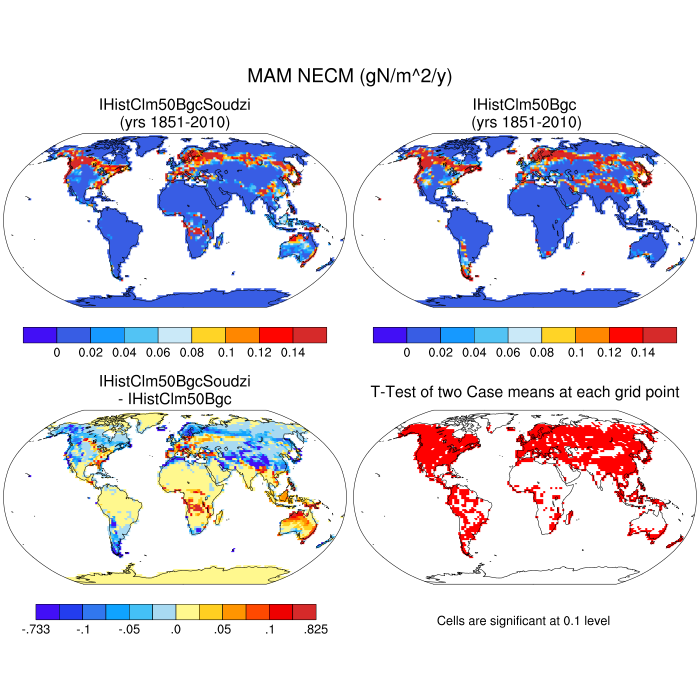 MAM NECM (gN/m^2/y)
IHistClm50BgcSoudzi
(yrs 1851-2010)
IHistClm50Bgc
(yrs 1851-2010)
0 0.02 0.04 0.06 0.08 0.1 0.12 0.14
0 0.02 0.04 0.06 0.08 0.1 0.12 0.14
IHistClm50BgcSoudzi
- IHistClm50Bgc
T-Test of two Case means at each grid point
-.733 -.1 -.05 .0 .05 .1 .825
Cells are significant at 0.1 level